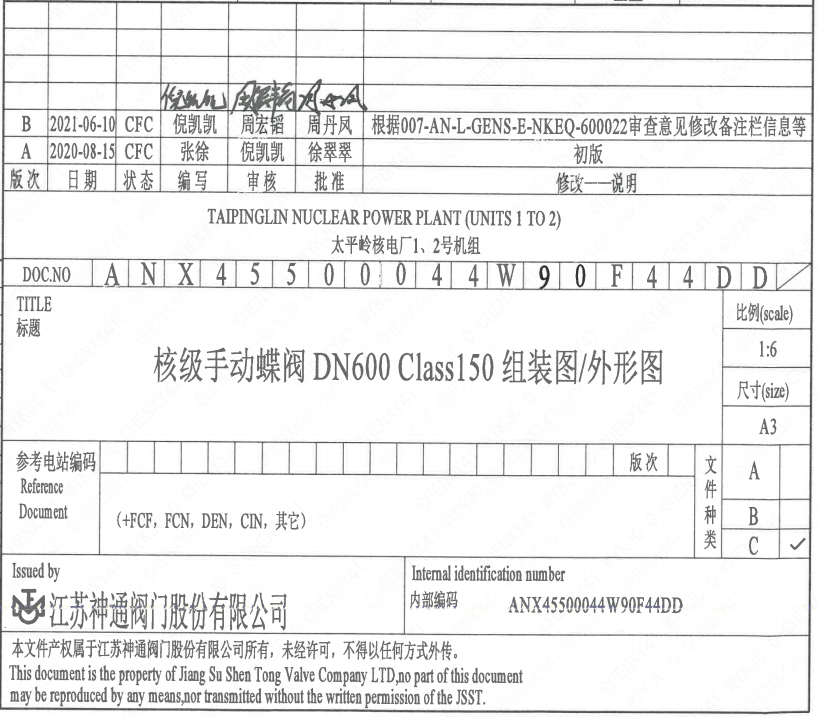 倪凯凯 周宏韬 周丹凤
B 2021-06-10 CFC 倪凯凯 周宏韬 周丹凤 根据007-AN-L-GENS-E-NKEQ-600022审查意见修改备注栏信息等
A 2020-08-15 CFC 张徐 倪凯凯 徐翠翠 初版
版次 日期 状态 编写 审核 批准 修改——说明
TAIPINGLIN NUCLEAR POWER PLANT (UNITS 1 TO 2)
太平岭核电厂1、2号机组
DOC.NO A N X 4 5 5 0 0 0 4 4 W 9 0 F 4 4 D D
TITLE
标题
核级手动蝶阀 DN600 Class150 组装图/外形图
比例(scale)
1:6
尺寸(size)
A3
参考电站编码
Reference
Document
版次
(+FCF, FCN, DEN, CIN, 其它)
文件种类
A
B
C ✓
Issued by
江苏神通阀门股份有限公司
Internal identification number
内部编码 ANX45500044W90F44DD
本文件产权属于江苏神通阀门股份有限公司所有，未经许可，不得以任何方式外传。
This document is the property of Jiang Su Shen Tong Valve Company LTD,no part of this document
may be reproduced by any means,nor transmitted without the written permission of the JSST.